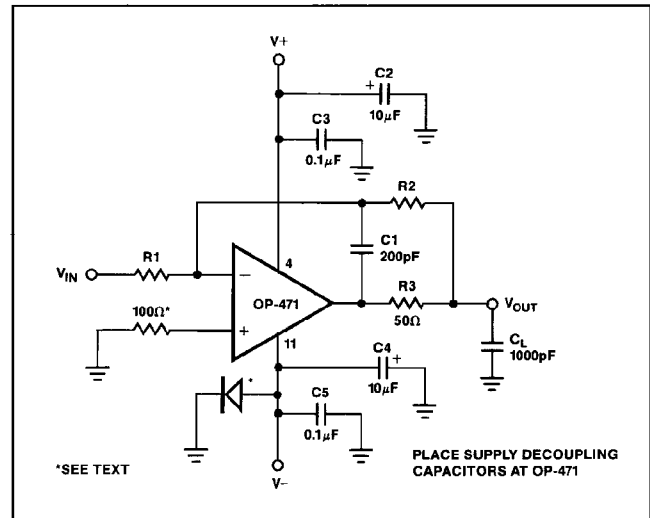 V+
C2
+
10μF
C3
0.1μF
R2
C1
200pF
R1
4
VIN
−
OP-471
R3
50Ω
VOUT
100Ω*
+
11
CL
1000pF
C4
+
10μF
*
C5
0.1μF
*SEE TEXT
V−
PLACE SUPPLY DECOUPLING
CAPACITORS AT OP-471